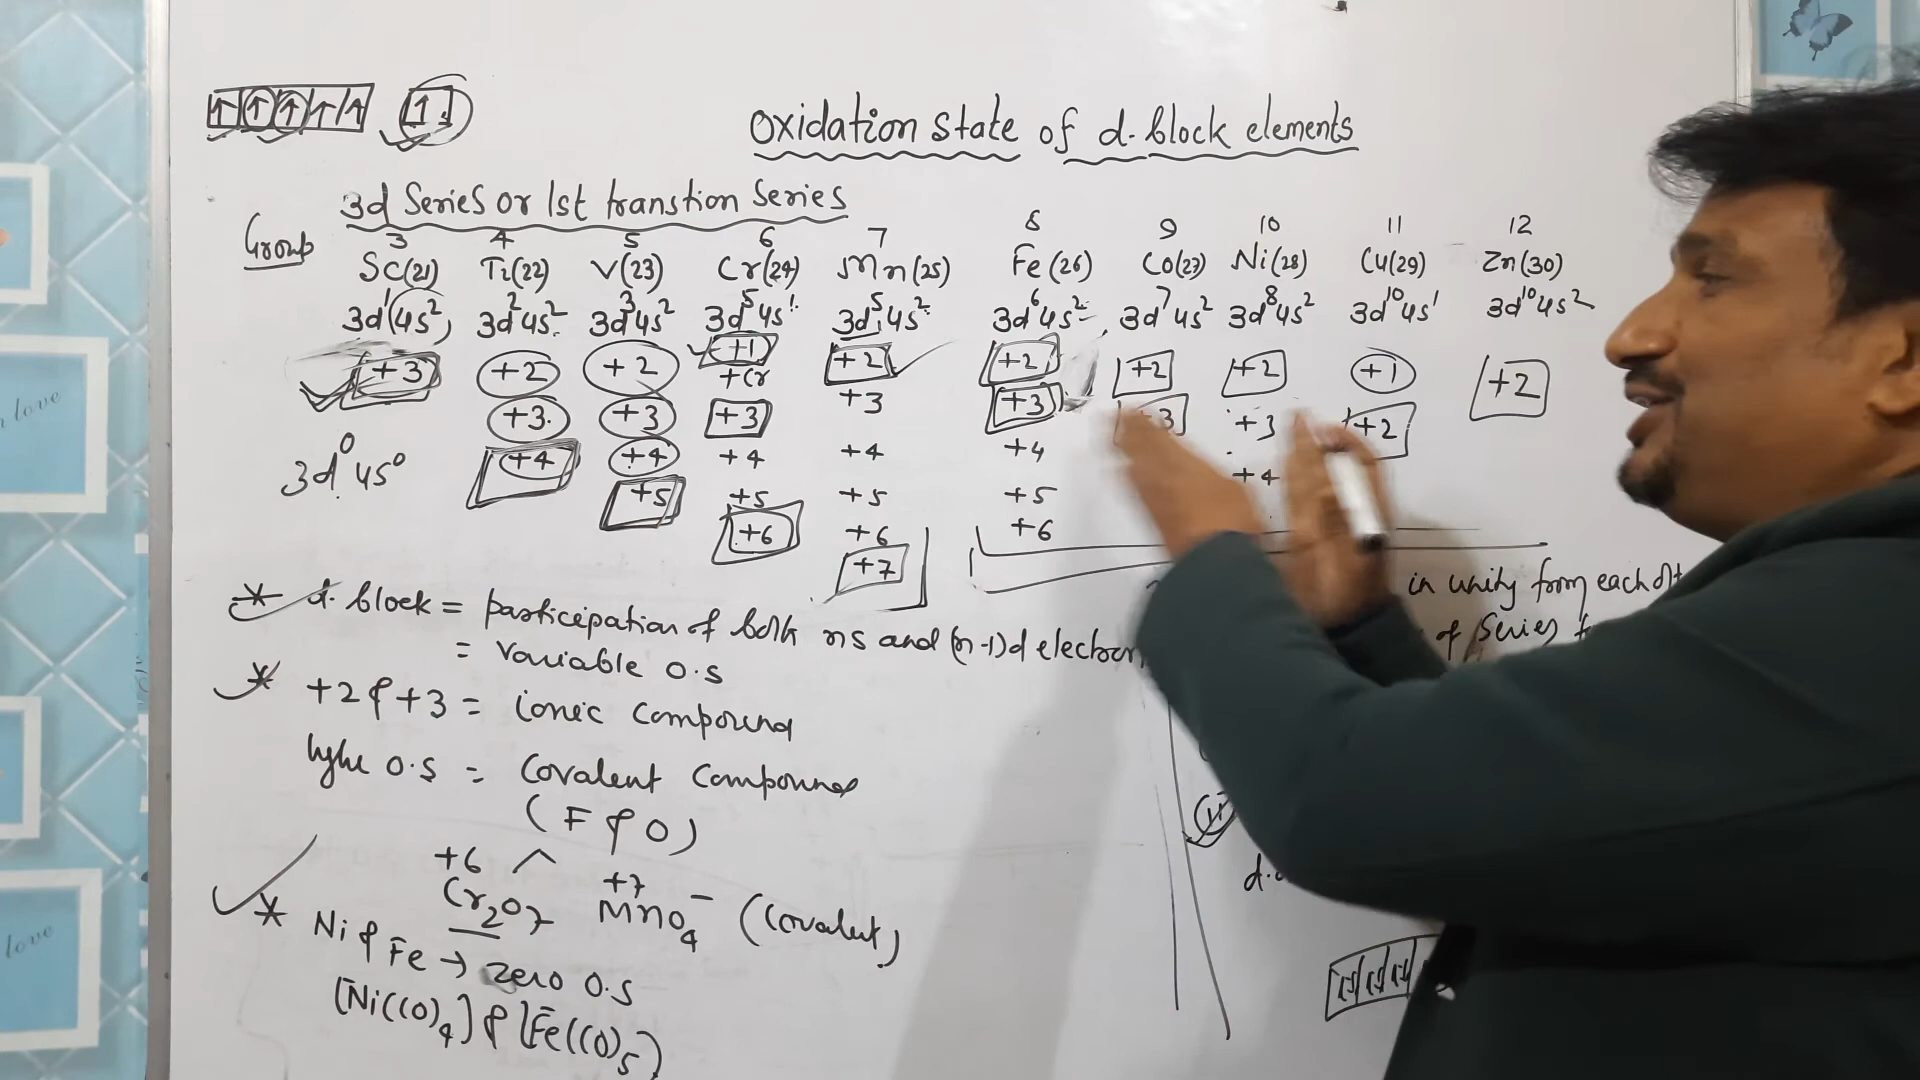 Oxidation state of d-block elements
3d Series or 1st transtion Series
Group 3 4 5 6 7 8 9 10 11 12
Sc(21) Ti(22) V(23) Cr(24) Mn(25) Fe(26) Co(27) Ni(28) Cu(29) Zn(30)
3d¹4s² 3d²4s² 3d³4s² 3d⁵4s¹ 3d⁵4s² 3d⁶4s² 3d⁷4s² 3d⁸4s² 3d¹⁰4s¹ 3d¹⁰4s²
+3 +2 +2 +1 +2 +2 +2 +2 +1 +2
+3 +3 +3 +3 +3 +3 +3 +2
3d⁰4s⁰ +4 +4 +4 +4 +4 +4
+5 +5 +5 +5
+6 +6 +6
+7
* d-block = participation of both ns and (n-1)d electron
= variable o.s
in unity from each
of Series
* +2 & +3 = ionic compound
o.s = covalent compounds
(F & O)
+6 +7
Cr₂O₇ MnO₄⁻ (covalent)
* Ni & Fe → zero O.S
[Ni(CO)₄] & [Fe(CO)₅]